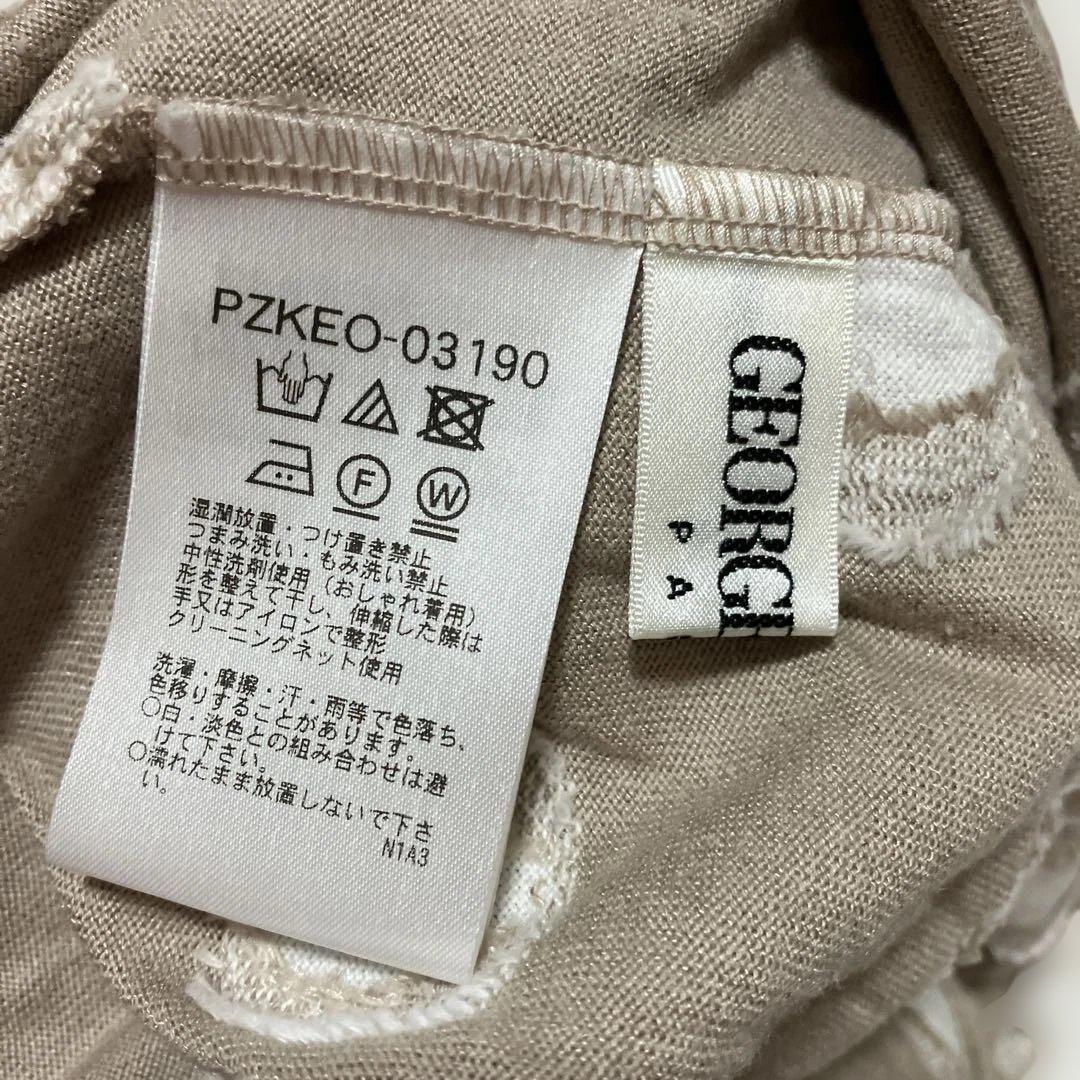 PZKEO-03190
F W
湿潤放置・つけ置き禁止
つまみ洗い・もみ洗い禁止
中性洗剤使用（おしゃれ着用）
形を整えて干し、伸縮した際は
手又はアイロンで整形
クリーニングネット使用
洗濯・摩擦・汗・雨等で色落ち、
色移りすることがあります。
○白・淡色との組み合わせは避
けて下さい。
○濡れたまま放置しないで下さ
い。
N1A3
GEORGE
PA